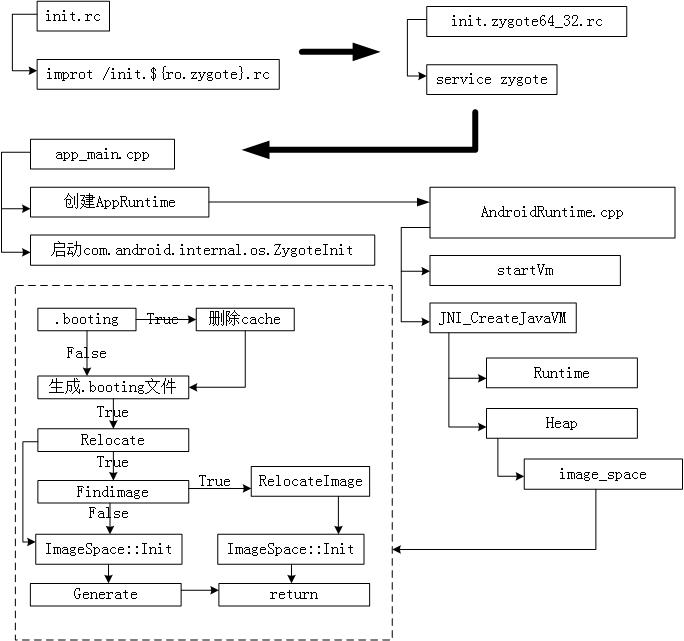 init.rc
improt /init.${ro.zygote}.rc
init.zygote64_32.rc
service zygote
app_main.cpp
创建AppRuntime
启动com.android.internal.os.ZygoteInit
AndroidRuntime.cpp
startVm
JNI_CreateJavaVM
Runtime
Heap
image_space
.booting
True
删除cache
False
生成.booting文件
True
Relocate
True
Findimage
True
RelocateImage
False
ImageSpace::Init
ImageSpace::Init
Generate
return